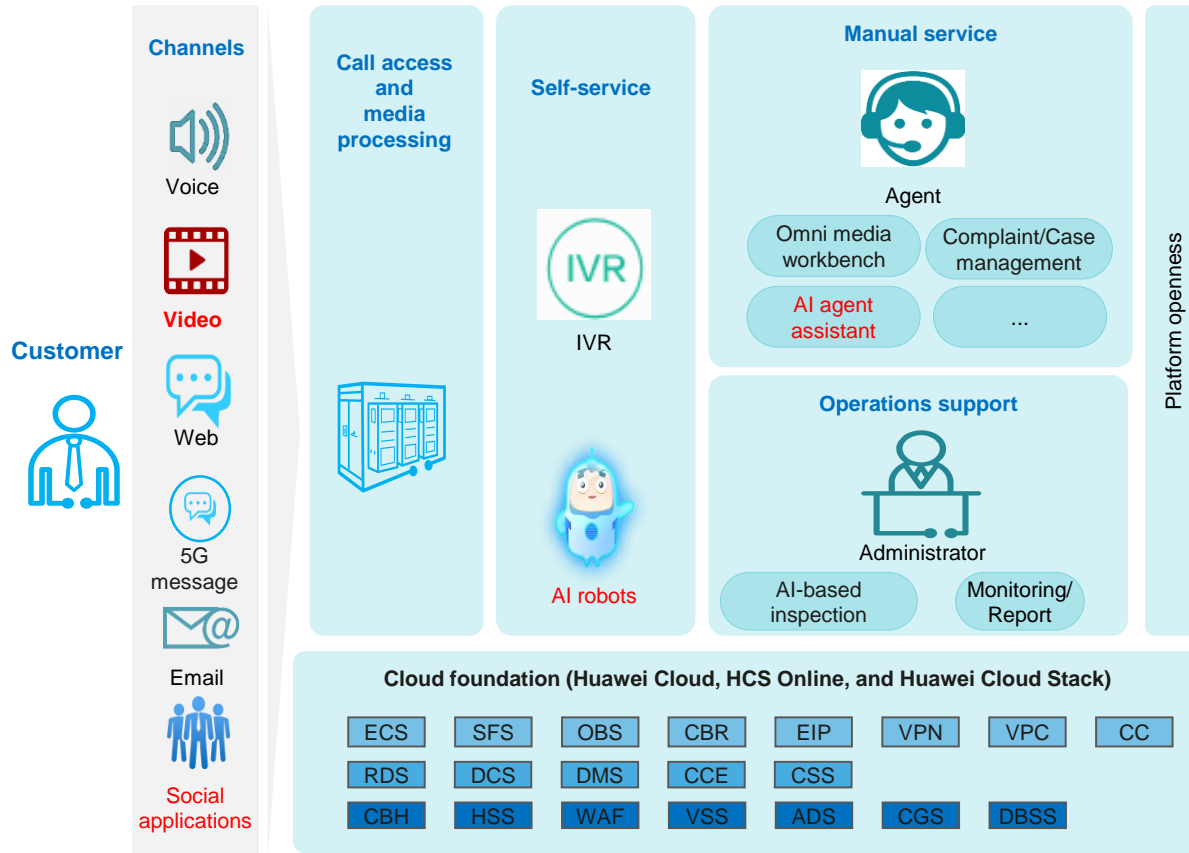 Customer
Channels
Voice
Video
Web
5G
message
Email
Social
applications
Call access
and
media
processing
Self-service
IVR
IVR
AI robots
Manual service
Agent
Omni media
workbench
Complaint/Case
management
AI agent
assistant
...
Operations support
Administrator
AI-based
inspection
Monitoring/
Report
Platform openness
Cloud foundation (Huawei Cloud, HCS Online, and Huawei Cloud Stack)
ECS SFS OBS CBR EIP VPN VPC CC
RDS DCS DMS CCE CSS
CBH HSS WAF VSS ADS CGS DBSS